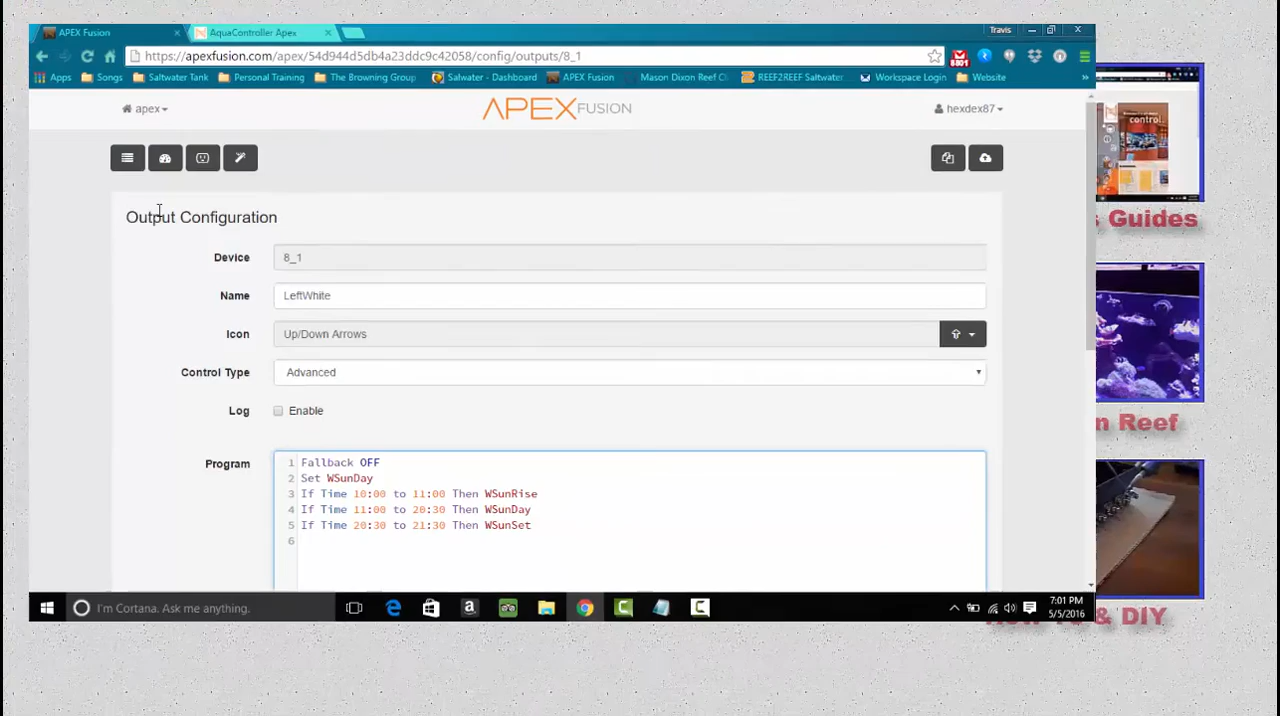 APEX Fusion
AquaController Apex
Travis
https://apexfusion.com/apex/54d944d5db4a23ddc9c42058/config/outputs/8_1
Apps
Songs
Saltwater Tank
Personal Training
The Browning Group
Salwater - Dashboard
APEX Fusion
Mason Dixon Reef Cl
REEF2REEF Saltwater
Workspace Login
Website
»
apex
APEX FUSION
hexdex87
control
Output Configuration
s Guides
Device 8_1
Name LeftWhite
Icon Up/Down Arrows
Control Type Advanced
Log Enable
n Reef
Program
1 Fallback OFF
2 Set WSunDay
3 If Time 10:00 to 11:00 Then WSunRise
4 If Time 11:00 to 20:30 Then WSunDay
5 If Time 20:30 to 21:30 Then WSunSet
6
I'm Cortana. Ask me anything.
7:01 PM
5/5/2016
& DIY